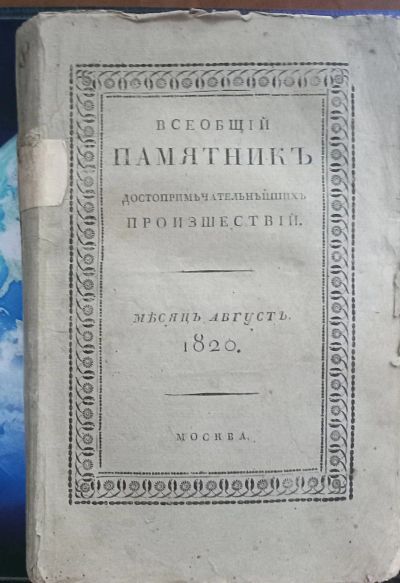 ВСЕОБЩІЙ
ПАМЯТНИКЪ
ДОСТОПРИМѢЧАТЕЛЬНѢЙШИХЪ
ПРОИЗШЕСТВІЙ.
МѢСЯЦЪ АВГУСТЪ.
1820.
МОСКВА.